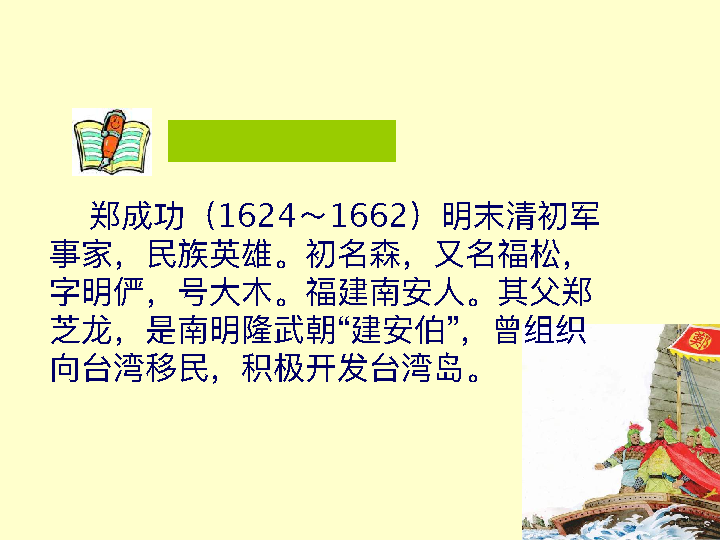 郑成功（1624～1662）明末清初军
事家，民族英雄。初名森，又名福松，
字明俨，号大木。福建南安人。其父郑
芝龙，是南明隆武朝“建安伯”，曾组织
向台湾移民，积极开发台湾岛。
鄭